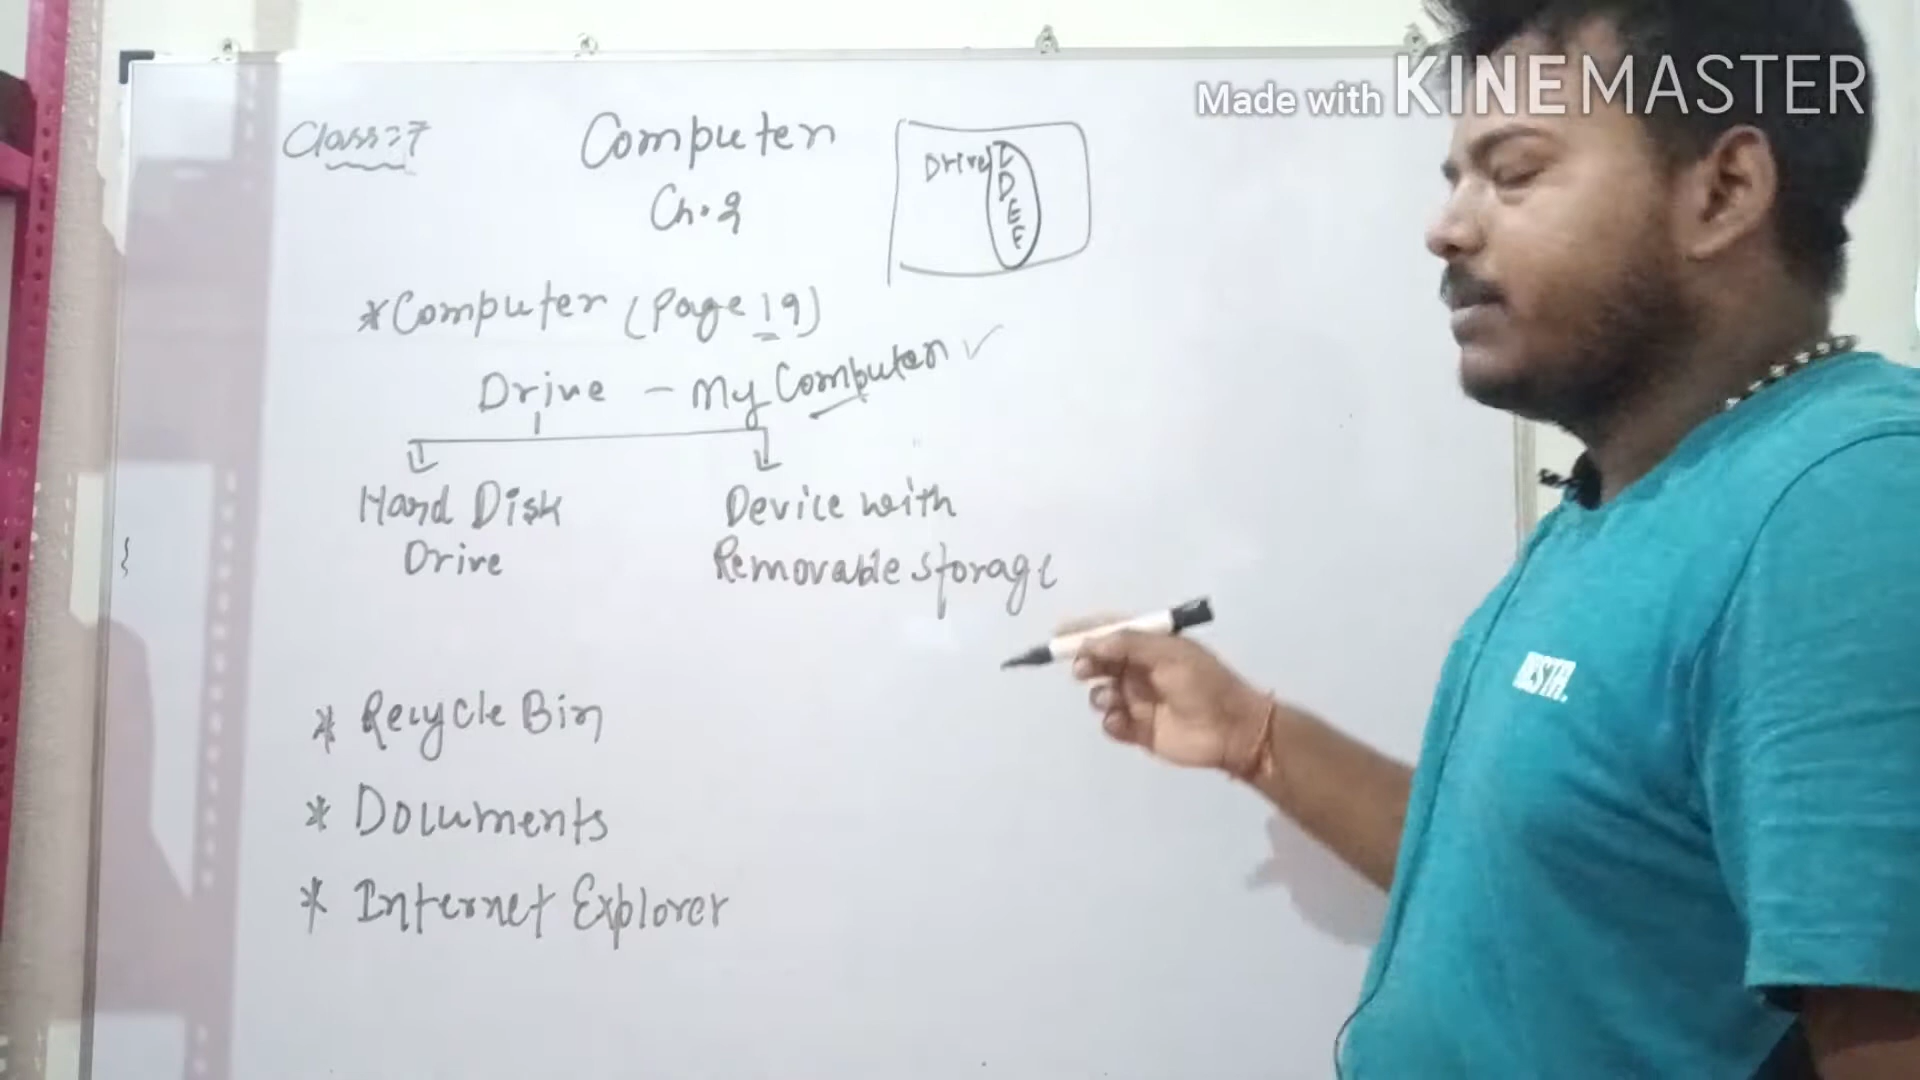 Made with KINEMASTER
Class:7
Computer
Ch.2
Drive
D
E
F
*Computer (Page 19)
Drive - My Computer ✓
Hard Disk
Drive
Device with
Removable storage
* Recycle Bin
* Documents
* Internet Explorer